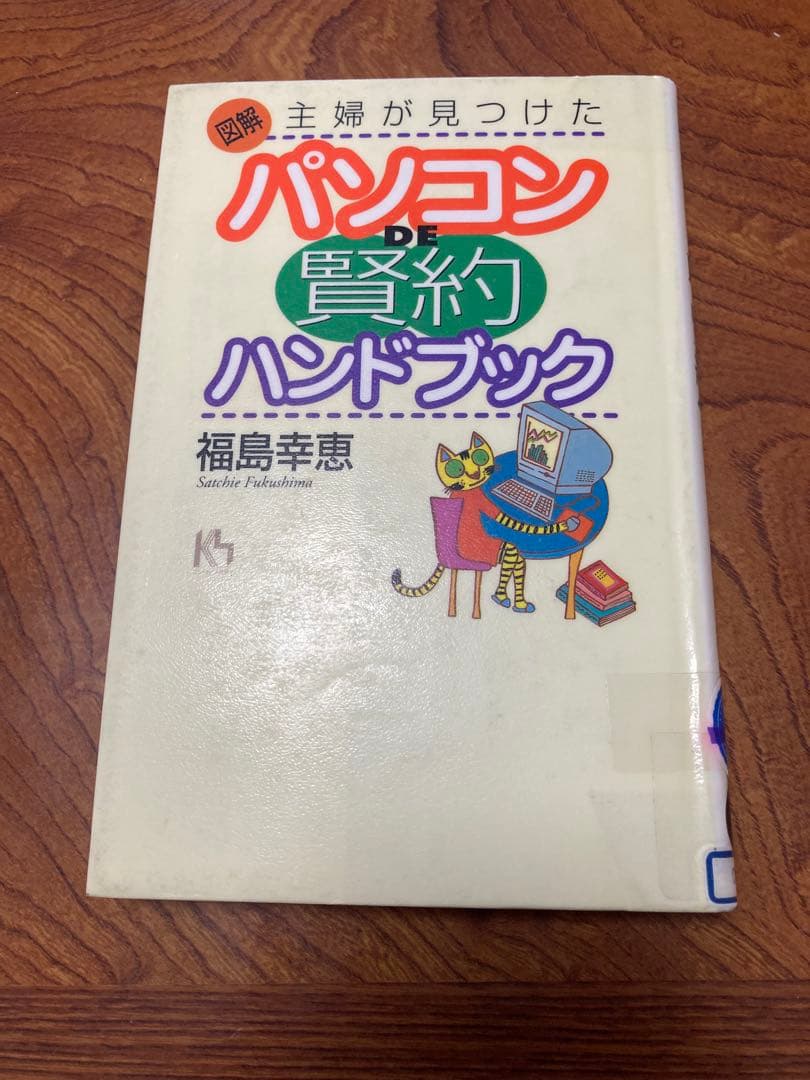 図解
主婦が見つけた
パソコン
DE
賢約
ハンドブック
福島幸恵
Satchie Fukushima